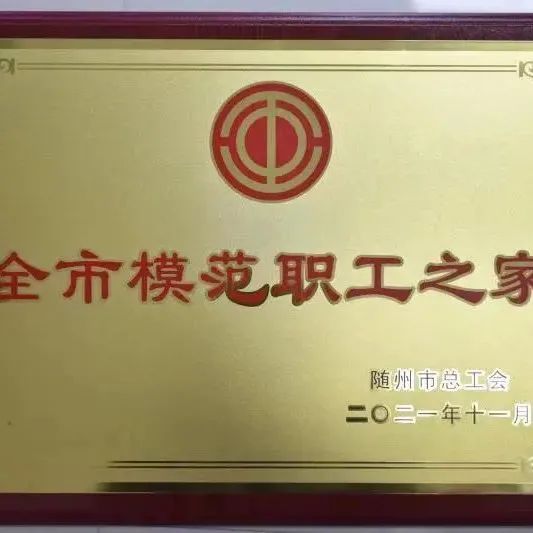 全市模范职工之家
随州市总工会
二〇二一年十一月